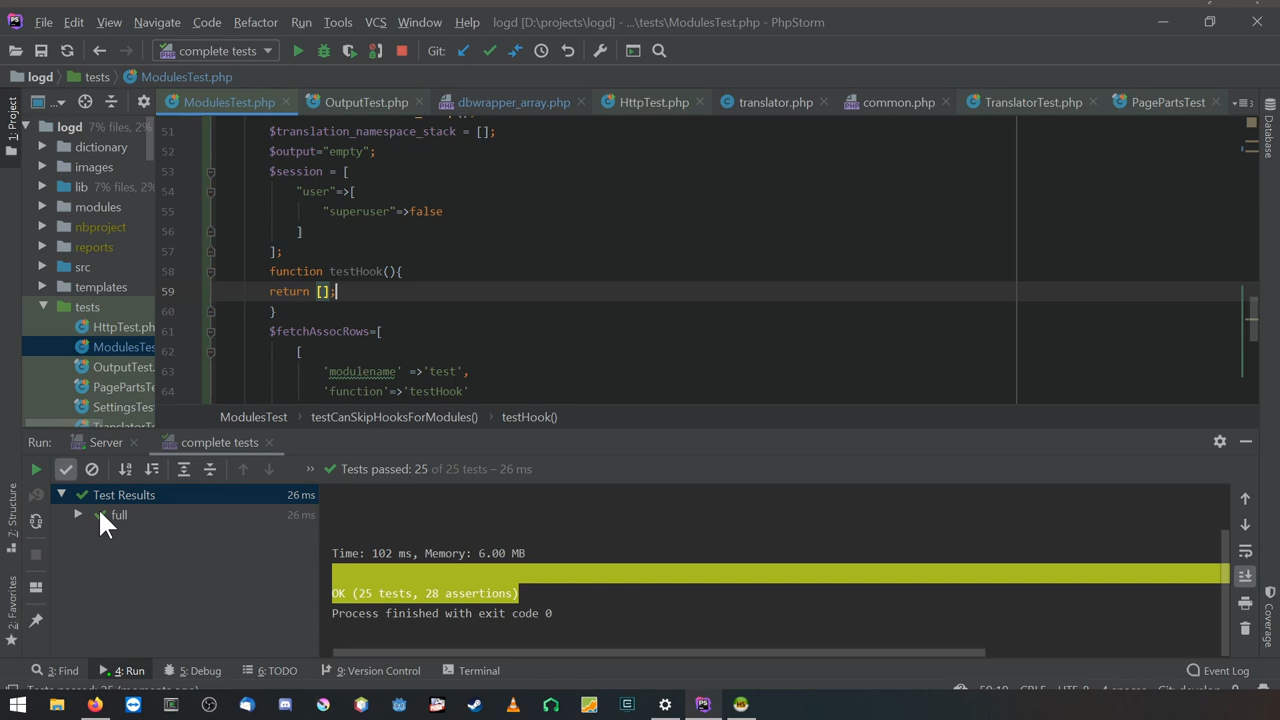 File Edit View Navigate Code Refactor Run Tools VCS Window Help logd [D:\projects\logd] - ...\tests\ModulesTest.php - PhpStorm
complete tests Git:
logd tests ModulesTest.php
ModulesTest.php OutputTest.php dbwrapper_array.php HttpTest.php translator.php common.php TranslatorTest.php PagePartsTest
1: Project
logd 7% files, 2%
dictionary
images
lib 7% files, 2%
modules
nbproject
reports
src
templates
tests
HttpTest.ph
ModulesTes
OutputTest.
PagePartsTe
SettingsTes
51 $translation_namespace_stack = [];
52 $output="empty";
53 $session = [
54 "user"=>[
55 "superuser"=>false
56 ]
57 ];
58 function testHook(){
59 return [];
60 }
61 $fetchAssocRows=[
62 [
63 'modulename' =>'test',
64 'function'=>'testHook'
Database
ModulesTest testCanSkipHooksForModules() testHook()
Run: Server complete tests
Tests passed: 25 of 25 tests – 26 ms
Test Results 26 ms
full 26 ms
Time: 102 ms, Memory: 6.00 MB
OK (25 tests, 28 assertions)
Process finished with exit code 0
7: Structure
2: Favorites
Coverage
3: Find 4: Run 5: Debug 6: TODO 9: Version Control Terminal Event Log